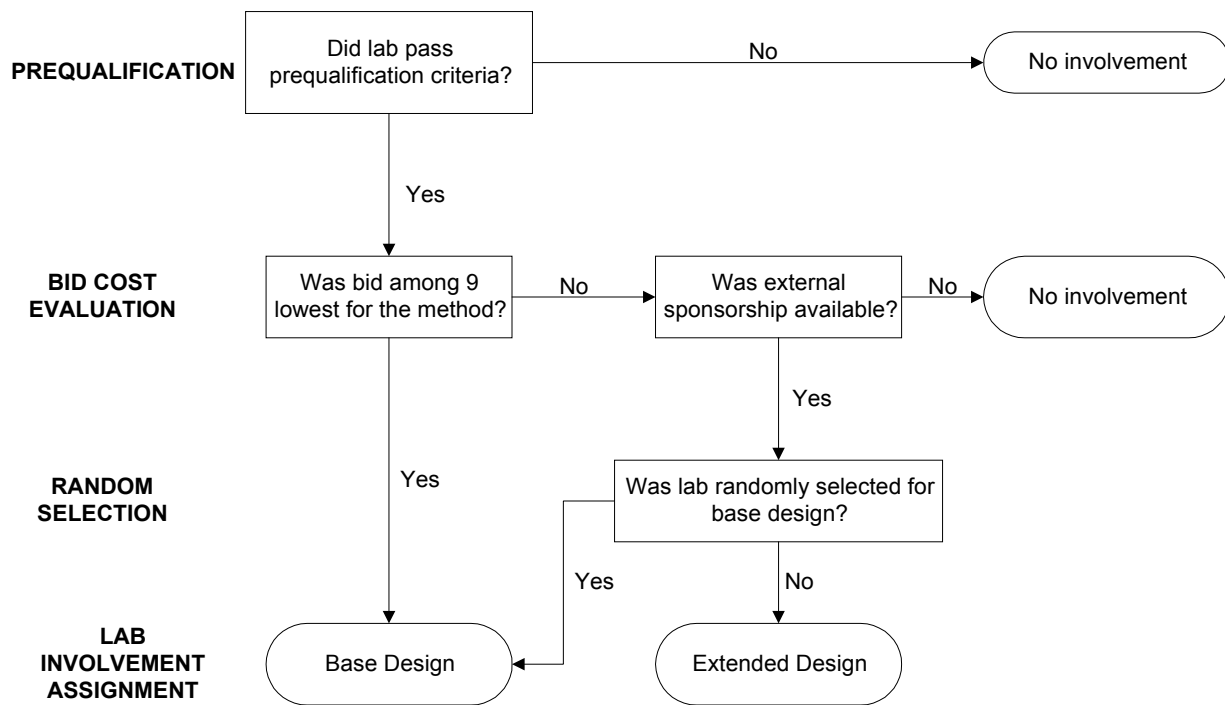 PREQUALIFICATION
Did lab pass
prequalification criteria?
No
No involvement
Yes
BID COST
EVALUATION
Was bid among 9
lowest for the method?
No
Was external
sponsorship available?
No
No involvement
Yes
Yes
RANDOM
SELECTION
Was lab randomly selected for
base design?
Yes
No
LAB
INVOLVEMENT
ASSIGNMENT
Base Design
Extended Design